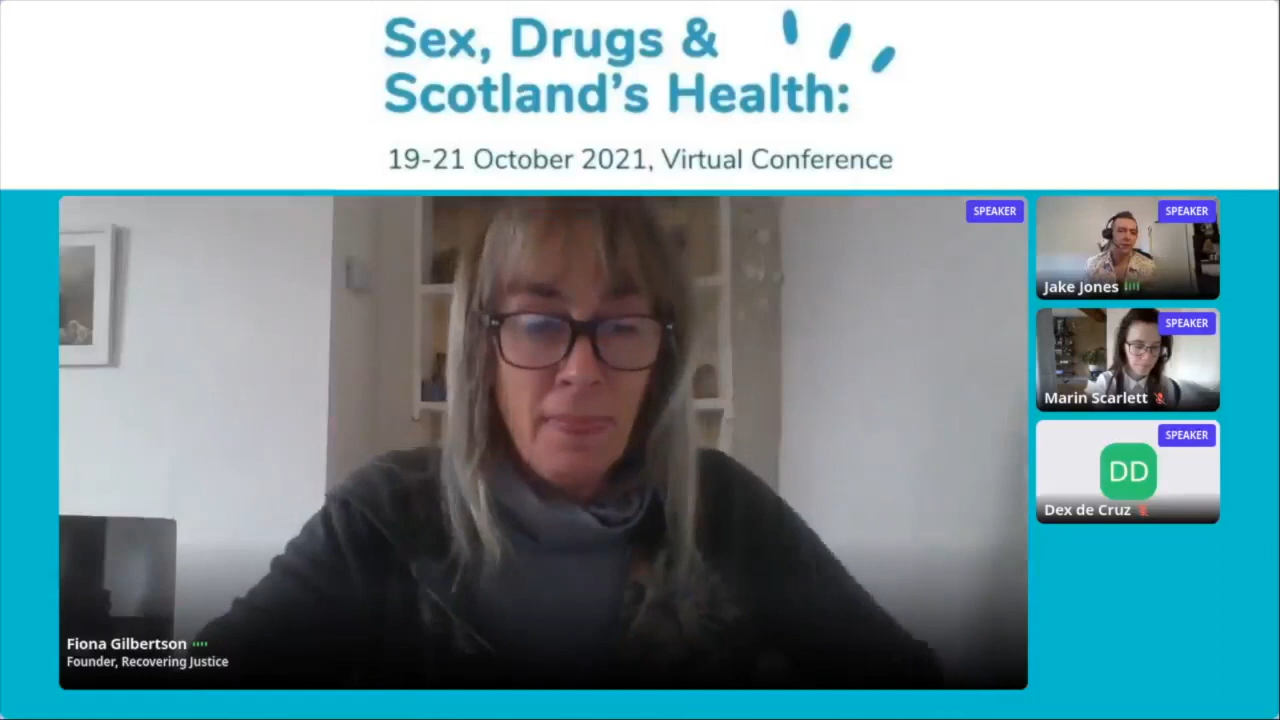 Sex, Drugs &
Scotland's Health:
19-21 October 2021, Virtual Conference
SPEAKER
Fiona Gilbertson
Founder, Recovering Justice
SPEAKER
Jake Jones
SPEAKER
Marin Scarlett
SPEAKER
DD
Dex de Cruz